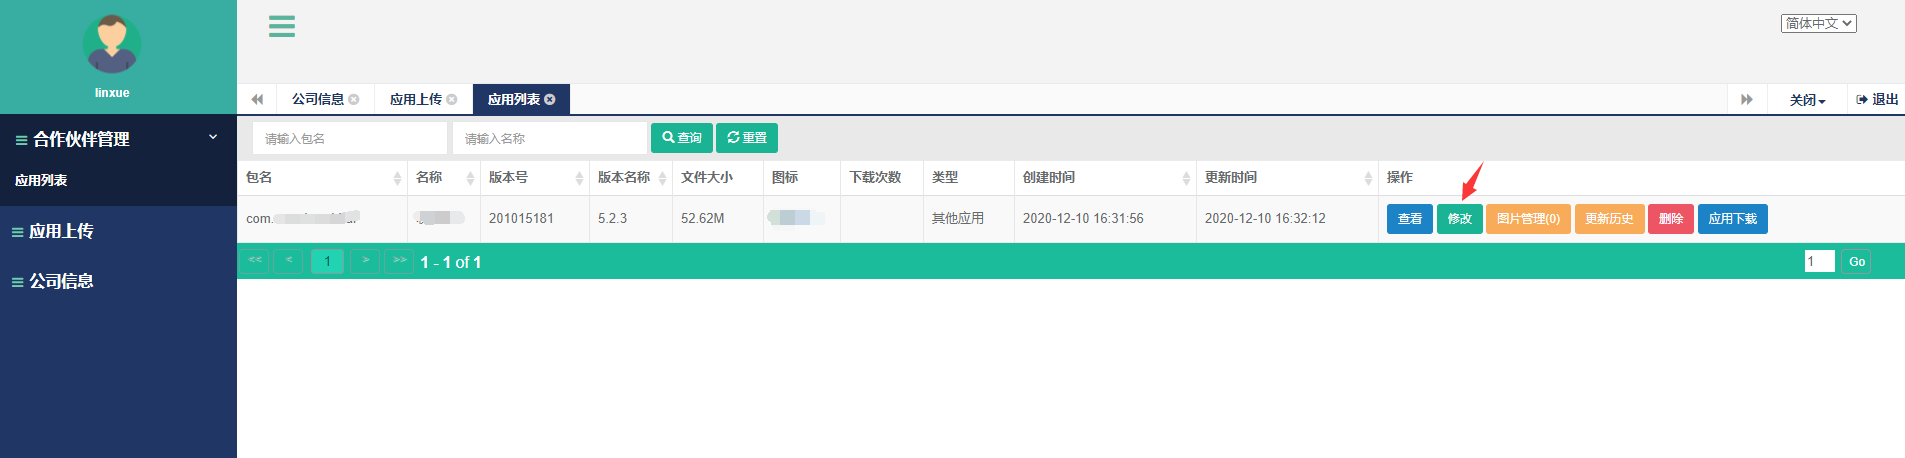 简体中文
linxue
公司信息 应用上传 应用列表 关闭 退出
合作伙伴管理
请输入包名 请输入名称 查询 重置
应用列表
包名 名称 版本号 版本名称 文件大小 图标 下载次数 类型 创建时间 更新时间 操作
com. 201015181 5.2.3 52.62M 其他应用 2020-12-10 16:31:56 2020-12-10 16:32:12 查看 修改 图片管理(0) 更新历史 删除 应用下载
应用上传
<< < 1 > >> 1 - 1 of 1 1 Go
公司信息